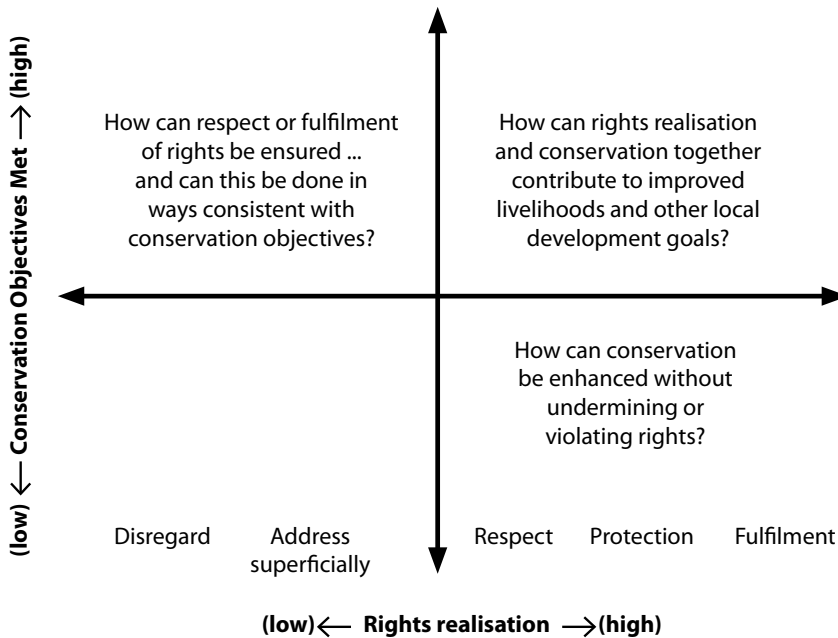 How can respect or fulfilment
of rights be ensured ...
and can this be done in
ways consistent with
conservation objectives?
How can rights realisation
and conservation together
contribute to improved
livelihoods and other local
development goals?
How can conservation
be enhanced without
undermining or
violating rights?
(low) ← Conservation Objectives Met → (high)
Disregard
Address
superficially
Respect
Protection
Fulfilment
(low) ← Rights realisation → (high)